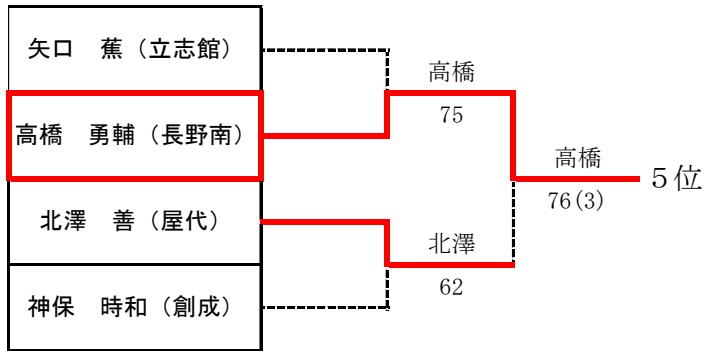 矢口　蕉（立志館）
高橋　勇輔（長野南）
北澤　善（屋代）
神保　時和（創成）
高橋
75
北澤
62
高橋
76(3)
５位